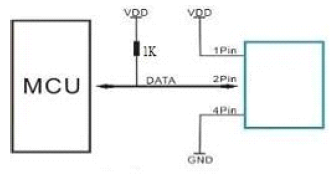 VDD VDD
1K
1Pin
MCU
DATA
2Pin
4Pin
GND